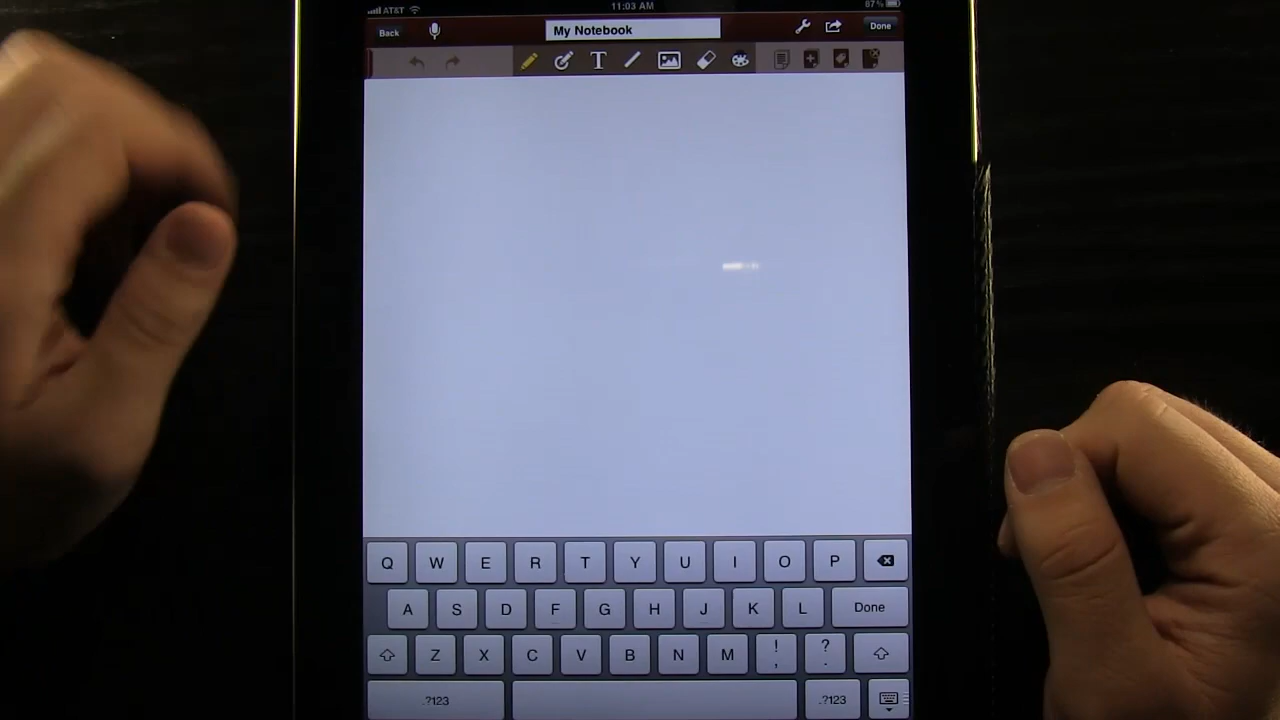 AT&T 11:03 AM 87%
Back My Notebook Done
T
Q W E R T Y U I O P
A S D F G H J K L Done
Z X C V B N M ! , ? .
.?123 .?123